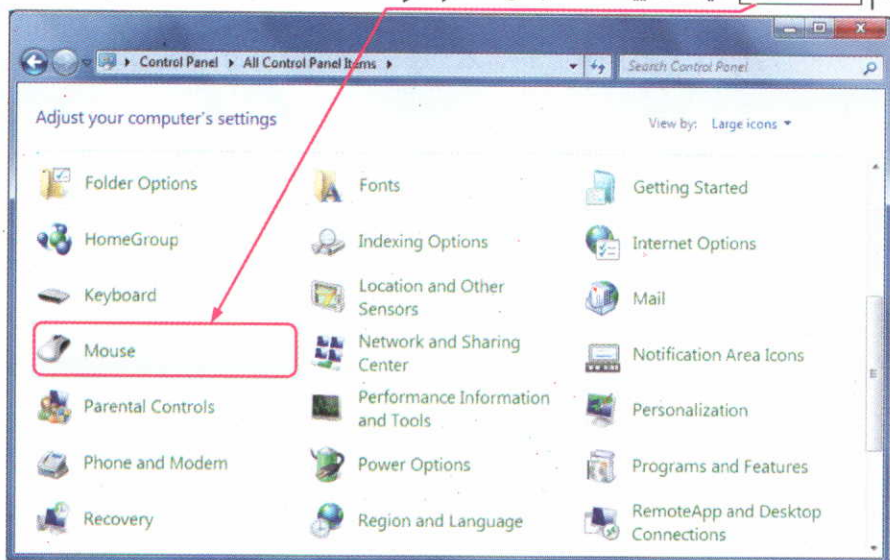 Control Panel ▸ All Control Panel Items ▸
Search Control Panel
Adjust your computer's settings
View by: Large icons
Folder Options
Fonts
Getting Started
HomeGroup
Indexing Options
Internet Options
Keyboard
Location and Other
Sensors
Mail
Mouse
Network and Sharing
Center
Notification Area Icons
Parental Controls
Performance Information
and Tools
Personalization
Phone and Modem
Power Options
Programs and Features
Recovery
Region and Language
RemoteApp and Desktop
Connections